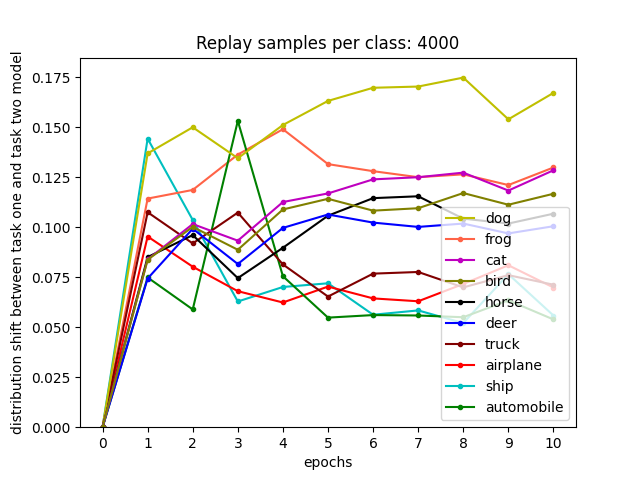 Replay samples per class: 4000
distribution shift between task one and task two model
0.175
0.150
0.125
0.100
0.075
0.050
0.025
0.000
0 1 2 3 4 5 6 7 8 9 10
epochs
dog
frog
cat
bird
horse
deer
truck
airplane
ship
automobile